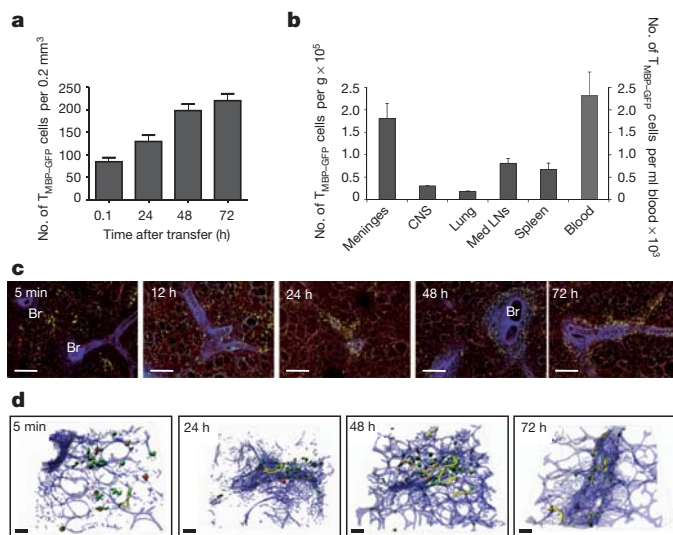 a
No. of T_MBP–GFP cells per 0.2 mm³
250
200
150
100
50
0
0.1 24 48 72
Time after transfer (h)
b
No. of T_MBP–GFP cells per g × 10⁵
2.5
2.0
1.5
1.0
0.5
0
Meninges
CNS
Lung
Med LNs
Spleen
Blood
2.5
2.0
1.5
1.0
0.5
0
No. of T_MBP–GFP cells per ml blood × 10³
c
5 min
Br
Br
12 h
24 h
48 h
Br
72 h
d
5 min
24 h
48 h
72 h